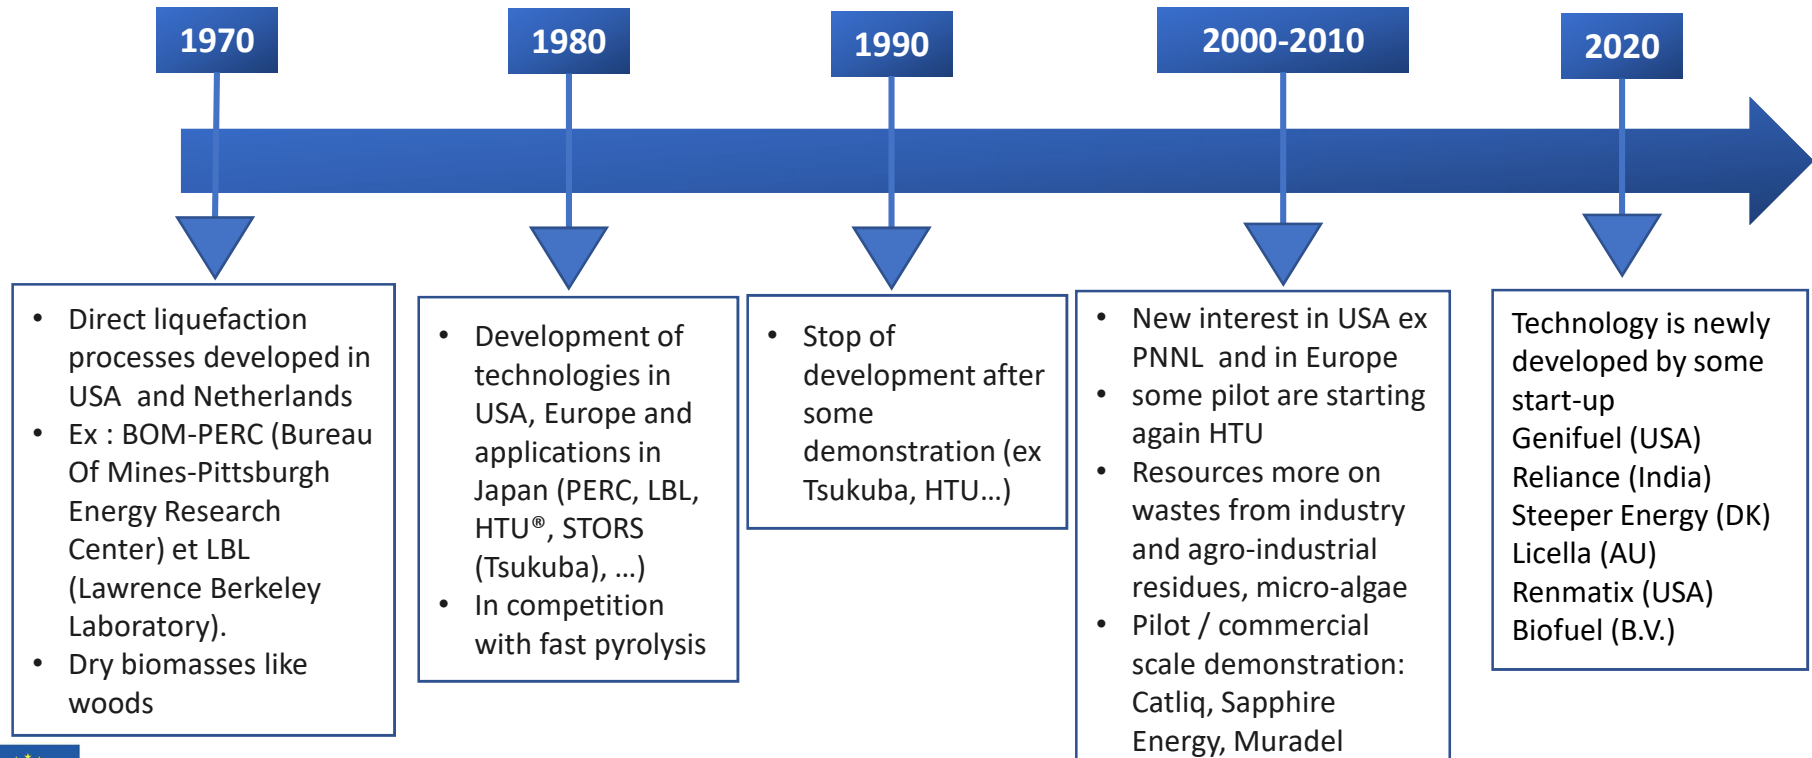 1970
1980
1990
2000-2010
2020
• Direct liquefaction
processes developed in
USA and Netherlands
• Ex : BOM-PERC (Bureau
Of Mines-Pittsburgh
Energy Research
Center) et LBL
(Lawrence Berkeley
Laboratory).
• Dry biomasses like
woods
• Development of
technologies in
USA, Europe and
applications in
Japan (PERC, LBL,
HTU®, STORS
(Tsukuba), …)
• In competition
with fast pyrolysis
• Stop of
development after
some
demonstration (ex
Tsukuba, HTU…)
• New interest in USA ex
PNNL and in Europe
• some pilot are starting
again HTU
• Resources more on
wastes from industry
and agro-industrial
residues, micro-algae
• Pilot / commercial
scale demonstration:
Catliq, Sapphire
Energy, Muradel
Technology is newly
developed by some
start-up
Genifuel (USA)
Reliance (India)
Steeper Energy (DK)
Licella (AU)
Renmatix (USA)
Biofuel (B.V.)